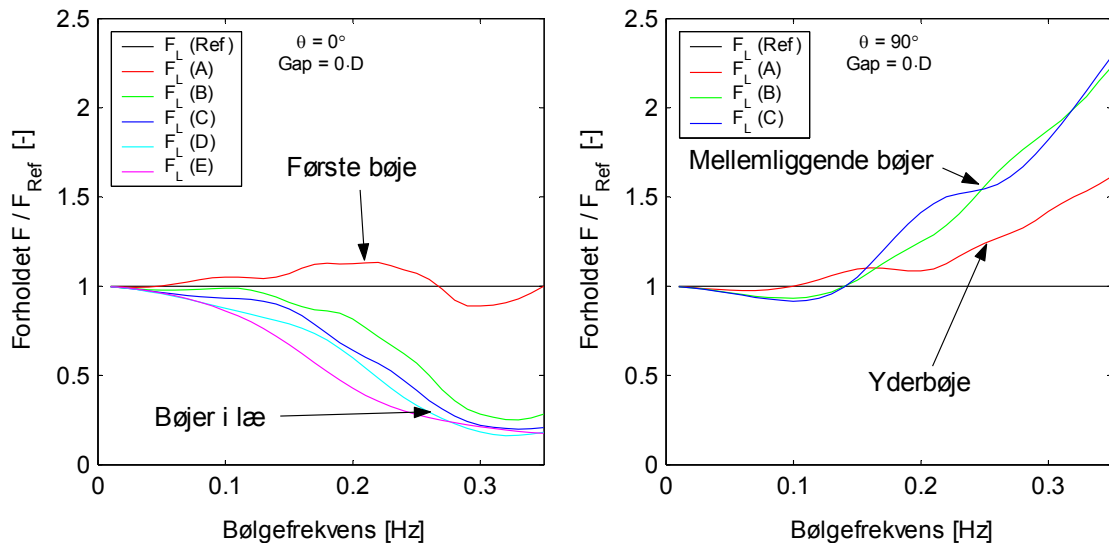 2.5
2
1.5
1
0.5
0
0
0.1
0.2
0.3
Forholdet F / F_Ref [-]
Bølgefrekvens [Hz]
F_L (Ref)
F_L (A)
F_L (B)
F_L (C)
F_L (D)
F_L (E)
θ = 0°
Gap = 0·D
Første bøje
Bøjer i læ
2.5
2
1.5
1
0.5
0
0
0.1
0.2
0.3
Forholdet F / F_Ref [-]
Bølgefrekvens [Hz]
F_L (Ref)
F_L (A)
F_L (B)
F_L (C)
θ = 90°
Gap = 0·D
Mellemliggende bøjer
Yderbøje